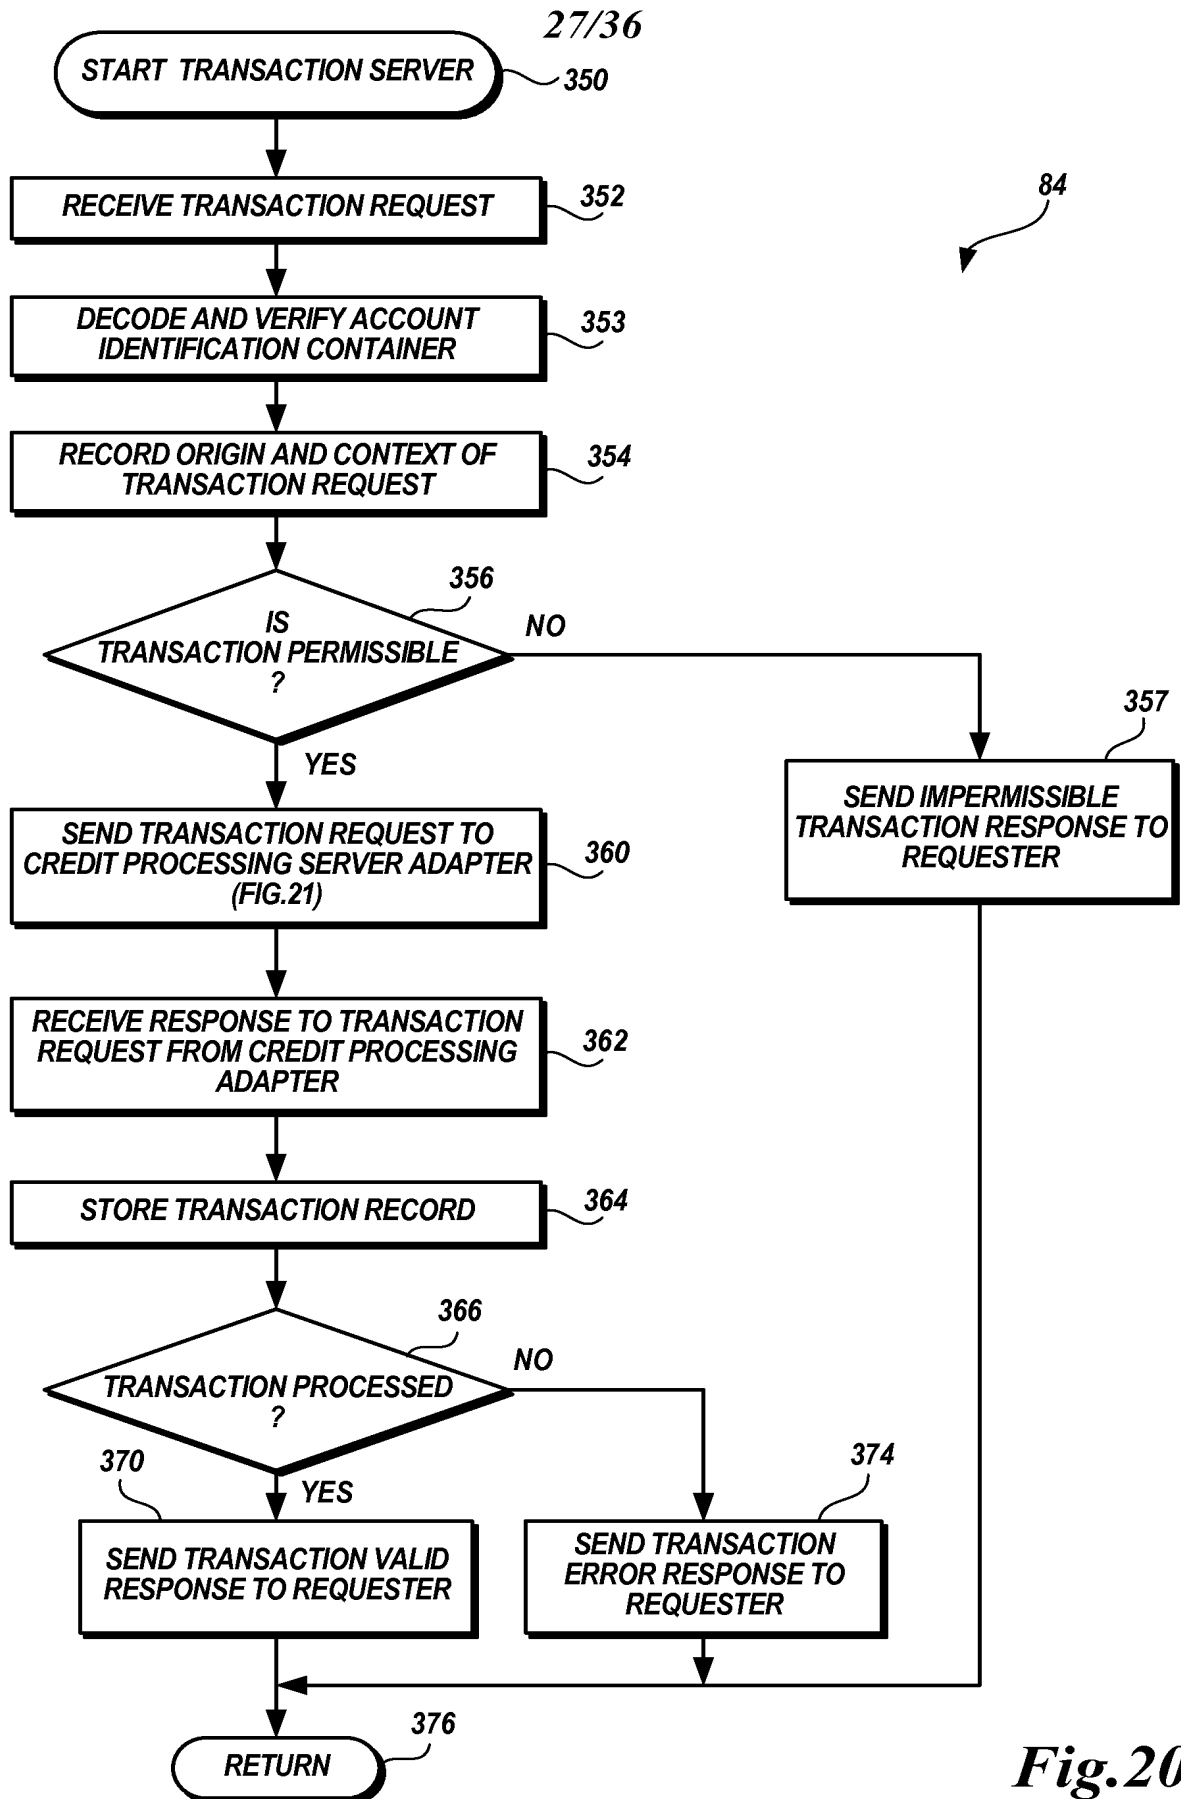 27/36
START TRANSACTION SERVER
350
RECEIVE TRANSACTION REQUEST
352
84
DECODE AND VERIFY ACCOUNT
IDENTIFICATION CONTAINER
353
RECORD ORIGIN AND CONTEXT OF
TRANSACTION REQUEST
354
356
IS
TRANSACTION PERMISSIBLE
?
NO
YES
357
SEND IMPERMISSIBLE
TRANSACTION RESPONSE TO
REQUESTER
SEND TRANSACTION REQUEST TO
CREDIT PROCESSING SERVER ADAPTER
(FIG.21)
360
RECEIVE RESPONSE TO TRANSACTION
REQUEST FROM CREDIT PROCESSING
ADAPTER
362
STORE TRANSACTION RECORD
364
366
TRANSACTION PROCESSED
?
NO
YES
370
SEND TRANSACTION VALID
RESPONSE TO REQUESTER
374
SEND TRANSACTION
ERROR RESPONSE TO
REQUESTER
RETURN
376
Fig.20